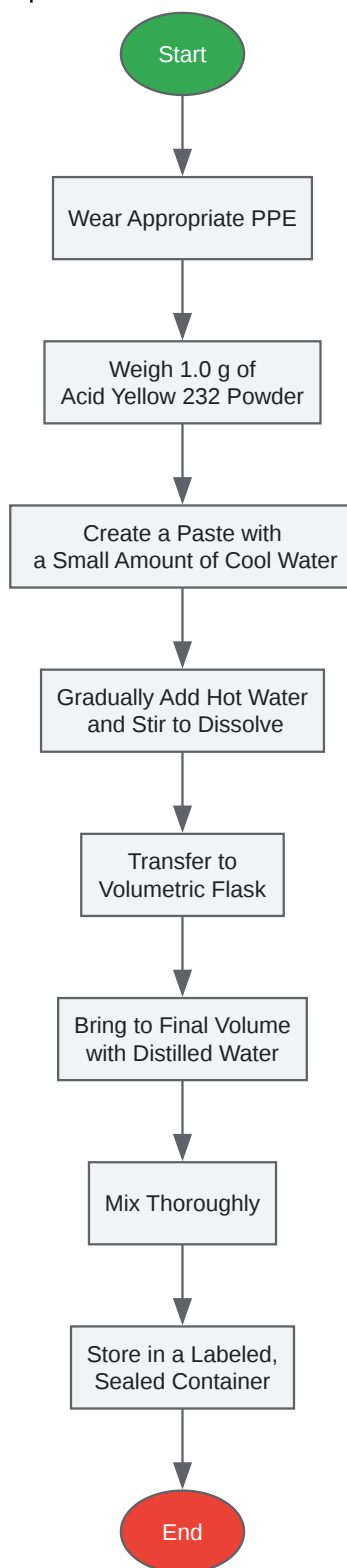 Start
Wear Appropriate PPE
Weigh 1.0 g of
Acid Yellow 232 Powder
Create a Paste with
a Small Amount of Cool Water
Gradually Add Hot Water
and Stir to Dissolve
Transfer to
Volumetric Flask
Bring to Final Volume
with Distilled Water
Mix Thoroughly
Store in a Labeled,
Sealed Container
End